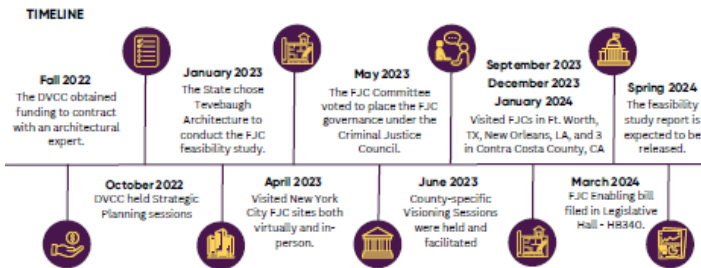 TIMELINE
Fall 2022
The DVCC obtained
funding to contract
with an architectural
expert.
October 2022
DVCC held Strategic
Planning sessions
January 2023
The State chose
Tevebaugh
Architecture to
conduct the FJC
feasibility study.
April 2023
Visited New York
City FJC sites both
virtually and in-
person.
May 2023
The FJC Committee
voted to place the FJC
governance under the
Criminal Justice
Council.
June 2023
County-specific
Visioning Sessions
were held and
facilitated
September 2023
December 2023
January 2024
Visited FJCs in Ft. Worth,
TX, New Orleans, LA, and 3
in Contra Costa County, CA
March 2024
FJC Enabling bill
filed in Legislative
Hall - HB340.
Spring 2024
The feasibility
study report is
expected to be
released.